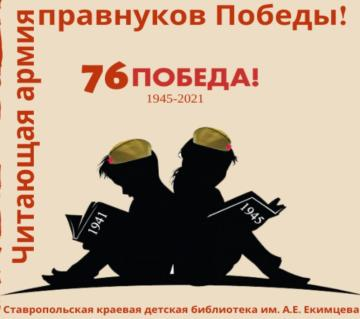 Читающая армия
правнуков Победы!
76 ПОБЕДА!
1945-2021
1941
1945
Ставропольская краевая детская библиотека им. А.Е. Екимцева